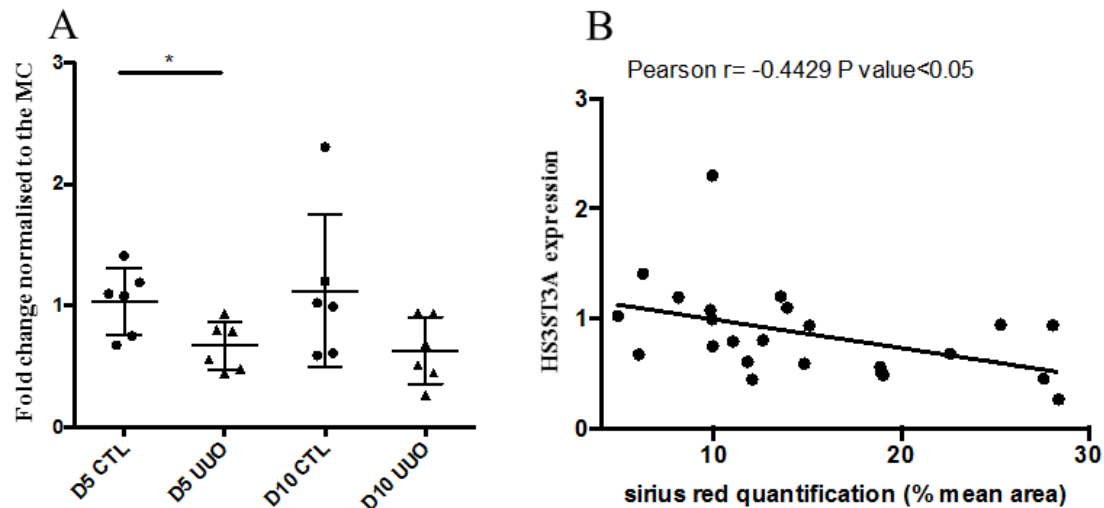 A
Fold change normalised to the MC
3
2
1
0
*
D5 CTL
D5 UUO
D10 CTL
D10 UUO
B
Pearson r= -0.4429 P value<0.05
HS3ST3A expression
3
2
1
0
10
20
30
sirius red quantification (% mean area)